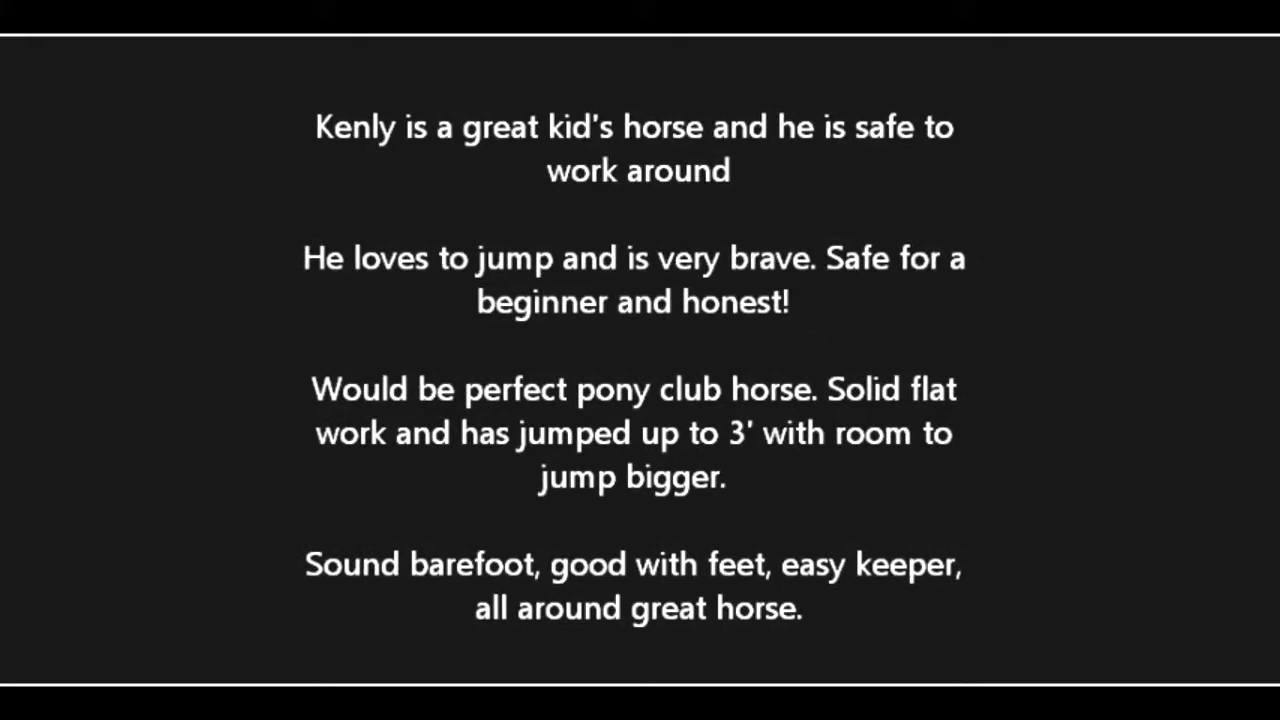 Kenly is a great kid's horse and he is safe to
work around
He loves to jump and is very brave. Safe for a
beginner and honest!
Would be perfect pony club horse. Solid flat
work and has jumped up to 3' with room to
jump bigger.
Sound barefoot, good with feet, easy keeper,
all around great horse.